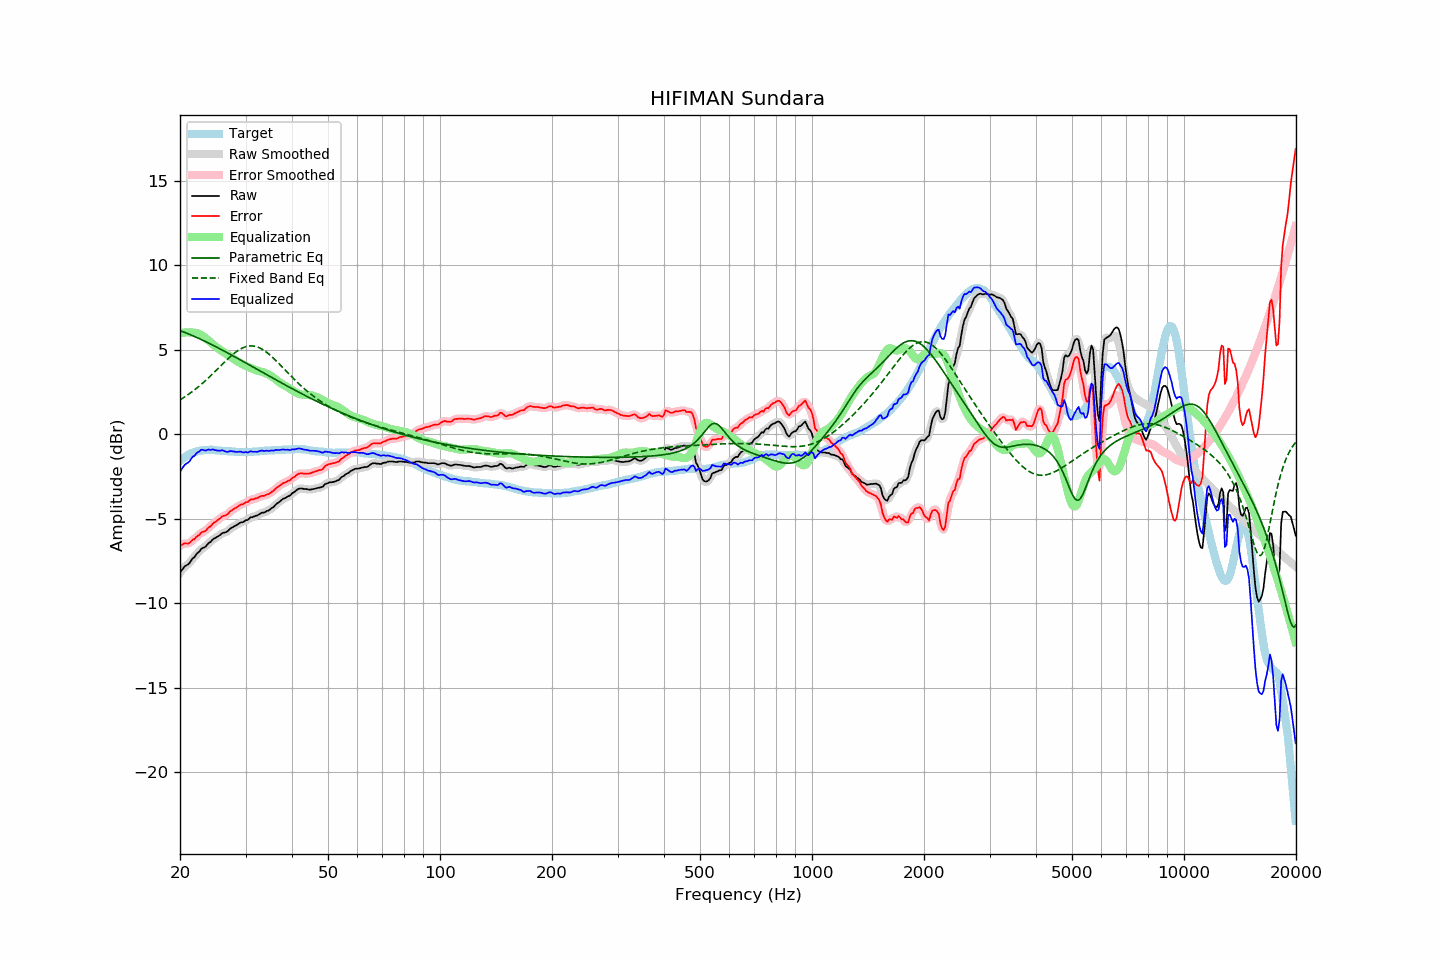 HIFIMAN Sundara
Target
Raw Smoothed
Error Smoothed
Raw
Error
Equalization
Parametric Eq
Fixed Band Eq
Equalized
Amplitude (dBr)
15
10
5
0
−5
−10
−15
−20
20 50 100 200 500 1000 2000 5000 10000 20000
Frequency (Hz)